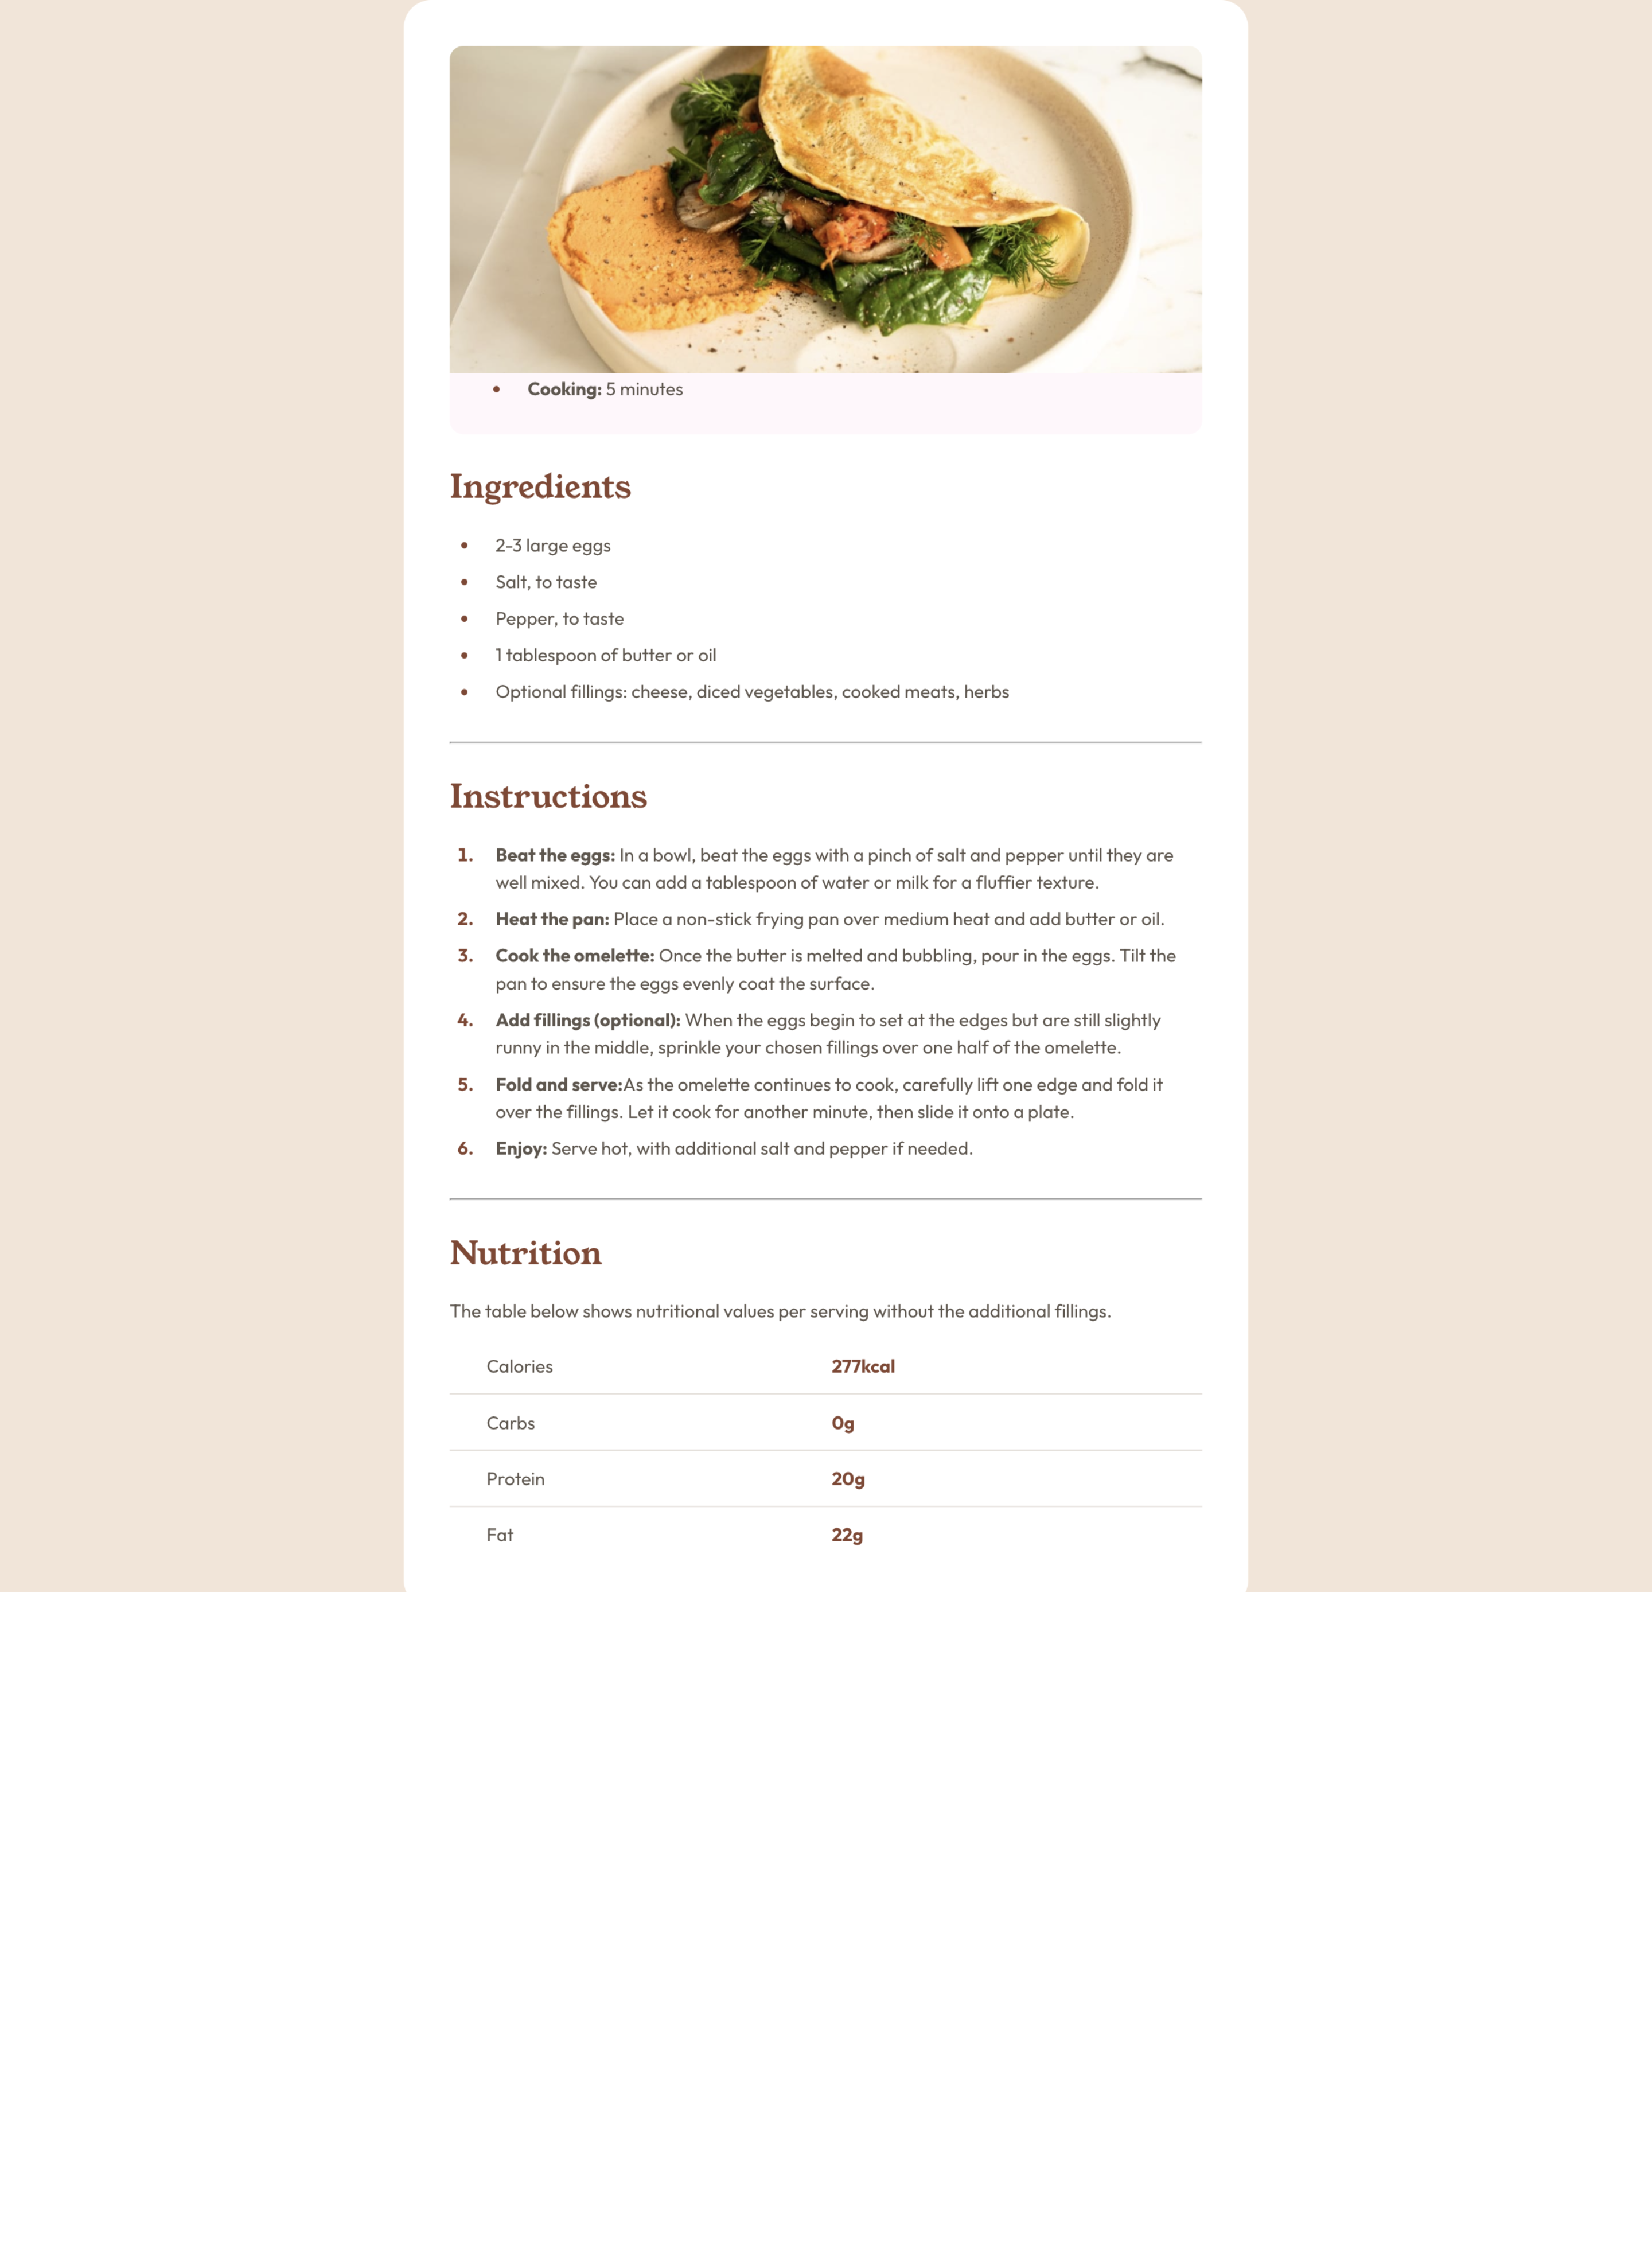 Cooking: 5 minutes
Ingredients
2-3 large eggs
Salt, to taste
Pepper, to taste
1 tablespoon of butter or oil
Optional fillings: cheese, diced vegetables, cooked meats, herbs
Instructions
1. Beat the eggs: In a bowl, beat the eggs with a pinch of salt and pepper until they are
well mixed. You can add a tablespoon of water or milk for a fluffier texture.
2. Heat the pan: Place a non-stick frying pan over medium heat and add butter or oil.
3. Cook the omelette: Once the butter is melted and bubbling, pour in the eggs. Tilt the
pan to ensure the eggs evenly coat the surface.
4. Add fillings (optional): When the eggs begin to set at the edges but are still slightly
runny in the middle, sprinkle your chosen fillings over one half of the omelette.
5. Fold and serve:As the omelette continues to cook, carefully lift one edge and fold it
over the fillings. Let it cook for another minute, then slide it onto a plate.
6. Enjoy: Serve hot, with additional salt and pepper if needed.
Nutrition
The table below shows nutritional values per serving without the additional fillings.
Calories 277kcal
Carbs 0g
Protein 20g
Fat 22g